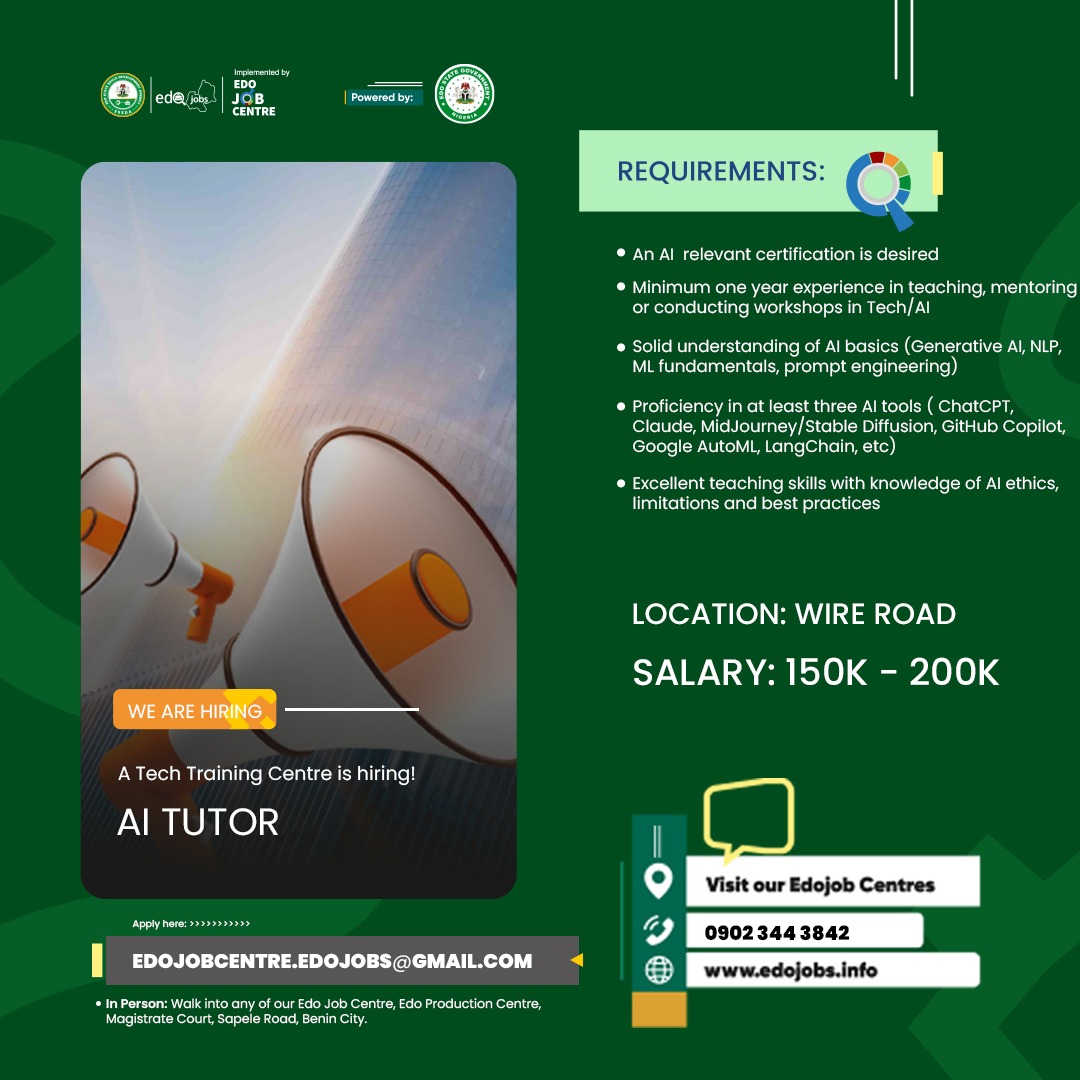 edo jobs
Implemented by
EDO
JOB
CENTRE
Powered by:
EDO STATE GOVERNMENT
NIGERIA
REQUIREMENTS:
An AI relevant certification is desired
Minimum one year experience in teaching, mentoring
or conducting workshops in Tech/AI
Solid understanding of AI basics (Generative AI, NLP,
ML fundamentals, prompt engineering)
Proficiency in at least three AI tools ( ChatCPT,
Claude, MidJourney/Stable Diffusion, GitHub Copilot,
Google AutoML, LangChain, etc)
Excellent teaching skills with knowledge of AI ethics,
limitations and best practices
LOCATION: WIRE ROAD
SALARY: 150K - 200K
WE ARE HIRING
A Tech Training Centre is hiring!
AI TUTOR
Apply here: >>>>>>>>>>>
EDOJOBCENTRE.EDOJOBS@GMAIL.COM
• In Person: Walk into any of our Edo Job Centre, Edo Production Centre,
Magistrate Court, Sapele Road, Benin City.
Visit our Edojob Centres
0902 344 3842
www.edojobs.info